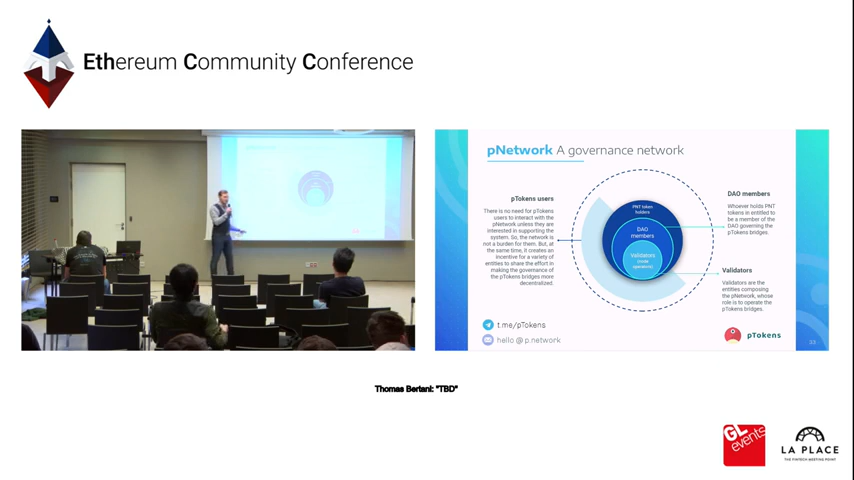 Ethereum Community Conference
pNetwork A governance network
pTokens users
There is no need for pTokens
users to interact with the
pNetwork unless they are
interested in supporting the
system. So, the network is
not a burden for them. But, at
the same time, it creates an
incentive for a variety of
entities to share the effort in
making the governance of
the pTokens bridges more
decentralized.
PNT token
holders
DAO
members
Validators
(node
operators)
DAO members
Whoever holds PNT
tokens in entitled to
be a member of the
DAO governing the
pTokens bridges.
Validators
Validators are the
entities composing
the pNetwork, whose
role is to operate the
pTokens bridges.
t.me/pTokens
hello @ p.network
pTokens
33
Thomas Bertani: "TBD"
GL
events
LA PLACE
THE FINTECH MEETING POINT